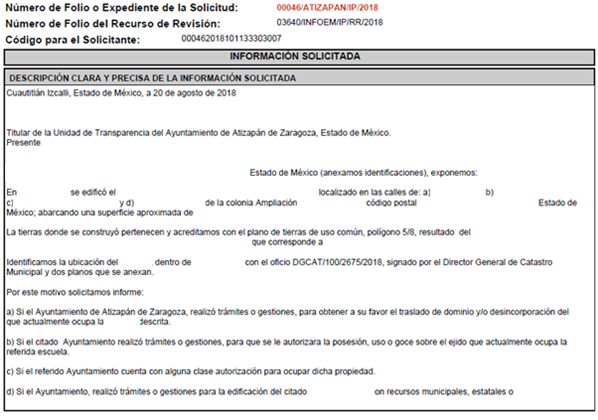 Número de Folio o Expediente de la Solicitud: 00046/ATIZAPAN/IP/2018
Número de Folio del Recurso de Revisión: 03640/INFOEM/IP/RR/2018
Código para el Solicitante: 000462018101133303007
INFORMACIÓN SOLICITADA
DESCRIPCIÓN CLARA Y PRECISA DE LA INFORMACIÓN SOLICITADA
Cuautitlán Izcalli, Estado de México, a 20 de agosto de 2018
Titular de la Unidad de Transparencia del Ayuntamiento de Atizapán de Zaragoza, Estado de México.
Presente
Estado de México (anexamos identificaciones), exponemos:
En se edificó el localizado en las calles de: a) b)
c) y d) de la colonia Ampliación código postal Estado de
México; abarcando una superficie aproximada de
La tierras donde se construyó pertenecen y acreditamos con el plano de tierras de uso común, polígono 5/8, resultado del
que corresponde a
Identificamos la ubicación del dentro de con el oficio DGCAT/100/2675/2018, signado por el Director General de Catastro
Municipal y dos planos que se anexan.
Por este motivo solicitamos informe:
a) Si el Ayuntamiento de Atizapán de Zaragoza, realizó trámites o gestiones, para obtener a su favor el traslado de dominio y/o desincorporación del
que actualmente ocupa la descrita.
b) Si el citado Ayuntamiento realizó trámites o gestiones, para que se le autorizara la posesión, uso o goce sobre el ejido que actualmente ocupa la
referida escuela.
c) Si el referido Ayuntamiento cuenta con alguna clase autorización para ocupar dicha propiedad.
d) Si el Ayuntamiento, realizó trámites o gestiones para la edificación del citado on recursos municipales, estatales o